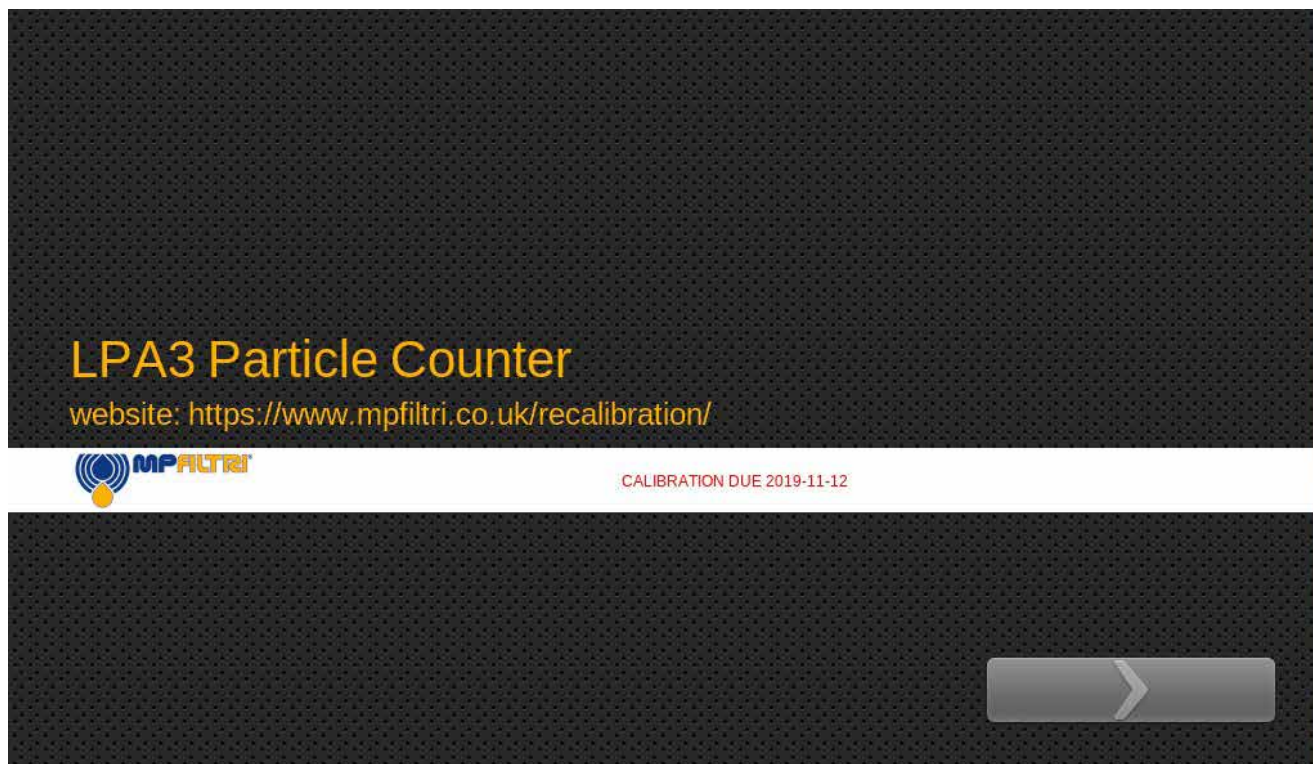 LPA3 Particle Counter
website: https://www.mpfiltri.co.uk/recalibration/
MPFILTRI®
CALIBRATION DUE 2019-11-12